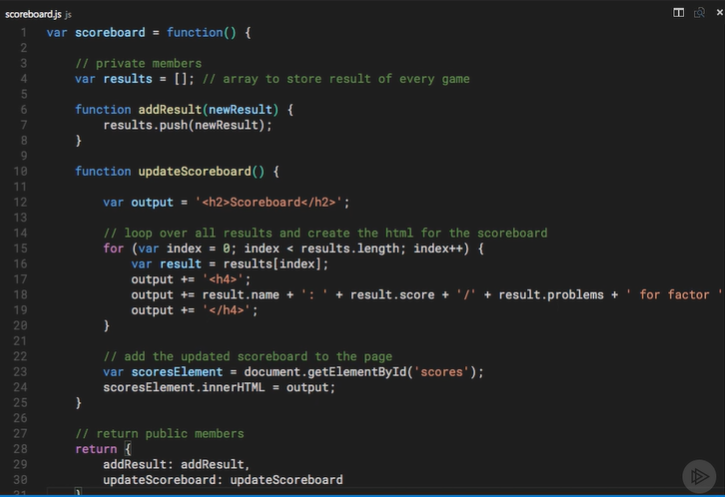 scoreboard.js js
1 var scoreboard = function() {
2
3 // private members
4 var results = []; // array to store result of every game
5
6 function addResult(newResult) {
7 results.push(newResult);
8 }
9
10 function updateScoreboard() {
11
12 var output = '<h2>Scoreboard</h2>';
13
14 // loop over all results and create the html for the scoreboard
15 for (var index = 0; index < results.length; index++) {
16 var result = results[index];
17 output += '<h4>';
18 output += result.name + ': ' + result.score + '/' + result.problems + ' for factor '
19 output += '</h4>';
20 }
21
22 // add the updated scoreboard to the page
23 var scoresElement = document.getElementById('scores');
24 scoresElement.innerHTML = output;
25 }
26
27 // return public members
28 return {
29 addResult: addResult,
30 updateScoreboard: updateScoreboard
31 }